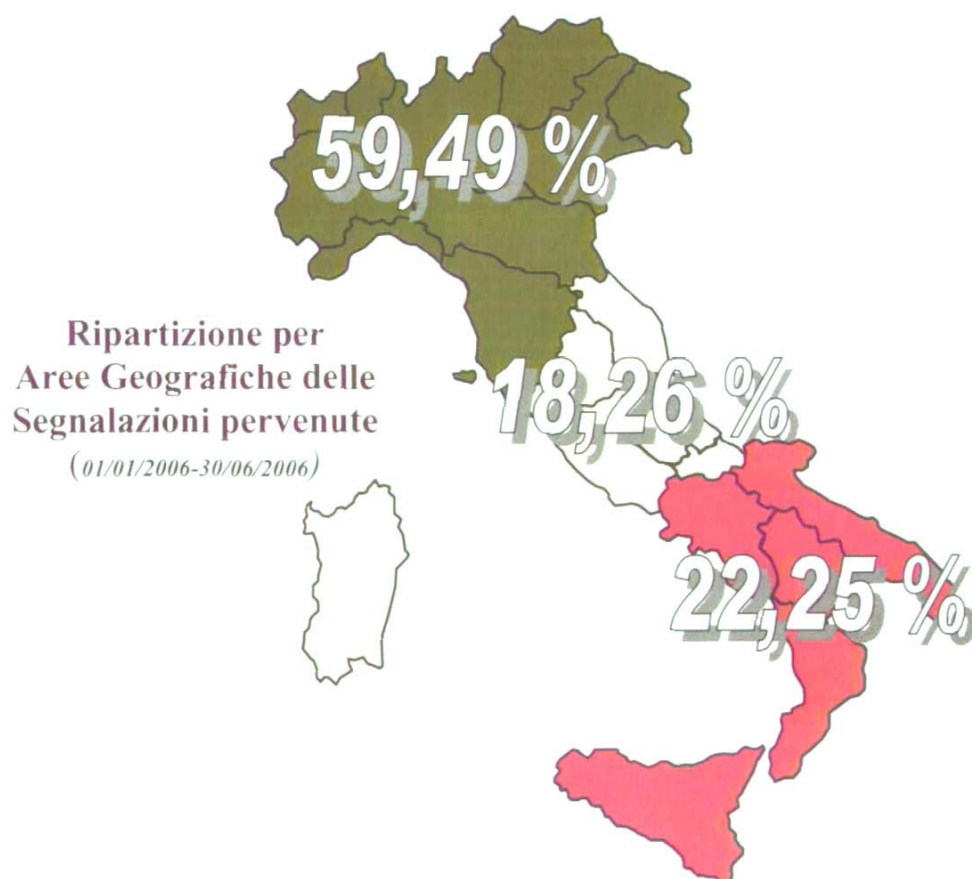 59,49 %
Ripartizione per
Aree Geografiche delle
Segnalazioni pervenute
(01/01/2006-30/06/2006)
18,26 %
22,25 %